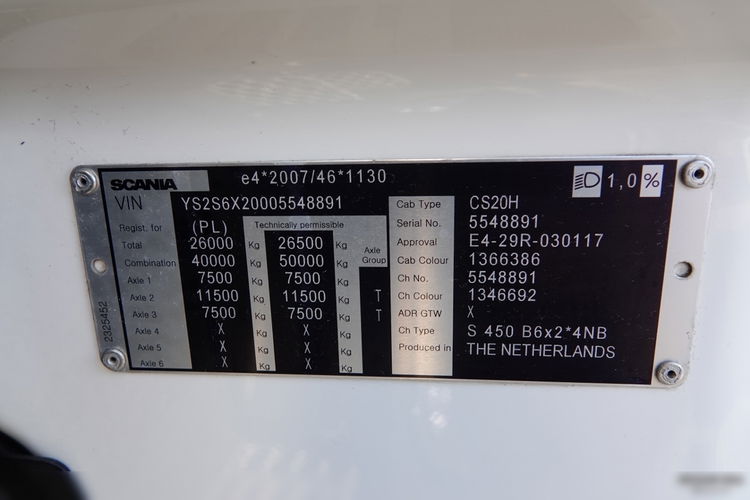 SCANIA e4*2007/46*1130 1,0 %
VIN YS2S6X20005548891
Regist. for (PL) Technically permissible
Total 26000 Kg 26500 Kg Axle
Combination 40000 Kg 50000 Kg Group
Axle 1 7500 Kg 7500 Kg
Axle 2 11500 Kg 11500 Kg T
Axle 3 7500 Kg 7500 Kg T
Axle 4 X Kg X Kg
Axle 5 X Kg X Kg
Axle 6 X Kg X Kg
Cab Type CS20H
Serial No. 5548891
Approval E4-29R-030117
Cab Colour 1366386
Ch No. 5548891
Ch Colour 1346692
ADR GTW X
Ch Type S 450 B6x2*4NB
Produced in THE NETHERLANDS
2325452